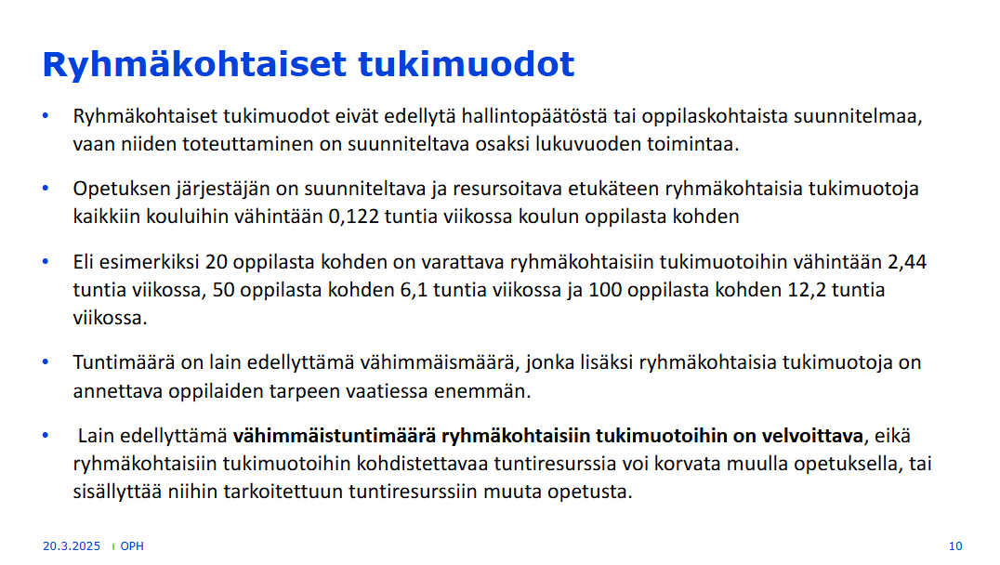 Ryhmäkohtaiset tukimuodot
• Ryhmäkohtaiset tukimuodot eivät edellytä hallintopäätöstä tai oppilaskohtaista suunnitelmaa,
vaan niiden toteuttaminen on suunniteltava osaksi lukuvuoden toimintaa.
• Opetuksen järjestäjän on suunniteltava ja resursoitava etukäteen ryhmäkohtaisia tukimuotoja
kaikkiin kouluihin vähintään 0,122 tuntia viikossa koulun oppilasta kohden
• Eli esimerkiksi 20 oppilasta kohden on varattava ryhmäkohtaisiin tukimuotoihin vähintään 2,44
tuntia viikossa, 50 oppilasta kohden 6,1 tuntia viikossa ja 100 oppilasta kohden 12,2 tuntia
viikossa.
• Tuntimäärä on lain edellyttämä vähimmäismäärä, jonka lisäksi ryhmäkohtaisia tukimuotoja on
annettava oppilaiden tarpeen vaatiessa enemmän.
• Lain edellyttämä vähimmäistuntimäärä ryhmäkohtaisiin tukimuotoihin on velvoittava, eikä
ryhmäkohtaisiin tukimuotoihin kohdistettavaa tuntiresurssia voi korvata muulla opetuksella, tai
sisällyttää niihin tarkoitettuun tuntiresurssiin muuta opetusta.
20.3.2025 | OPH 10